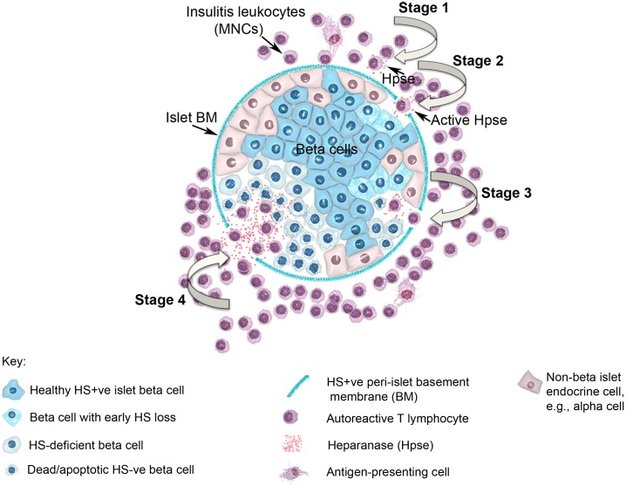 Insulitis leukocytes
(MNCs)
Stage 1
Stage 2
Hpse
Active Hpse
Islet BM
Beta cells
Stage 3
Stage 4
Key:
Healthy HS+ve islet beta cell
Beta cell with early HS loss
HS-deficient beta cell
Dead/apoptotic HS-ve beta cell
HS+ve peri-islet basement
membrane (BM)
Autoreactive T lymphocyte
Heparanase (Hpse)
Antigen-presenting cell
Non-beta islet
endocrine cell,
e.g., alpha cell